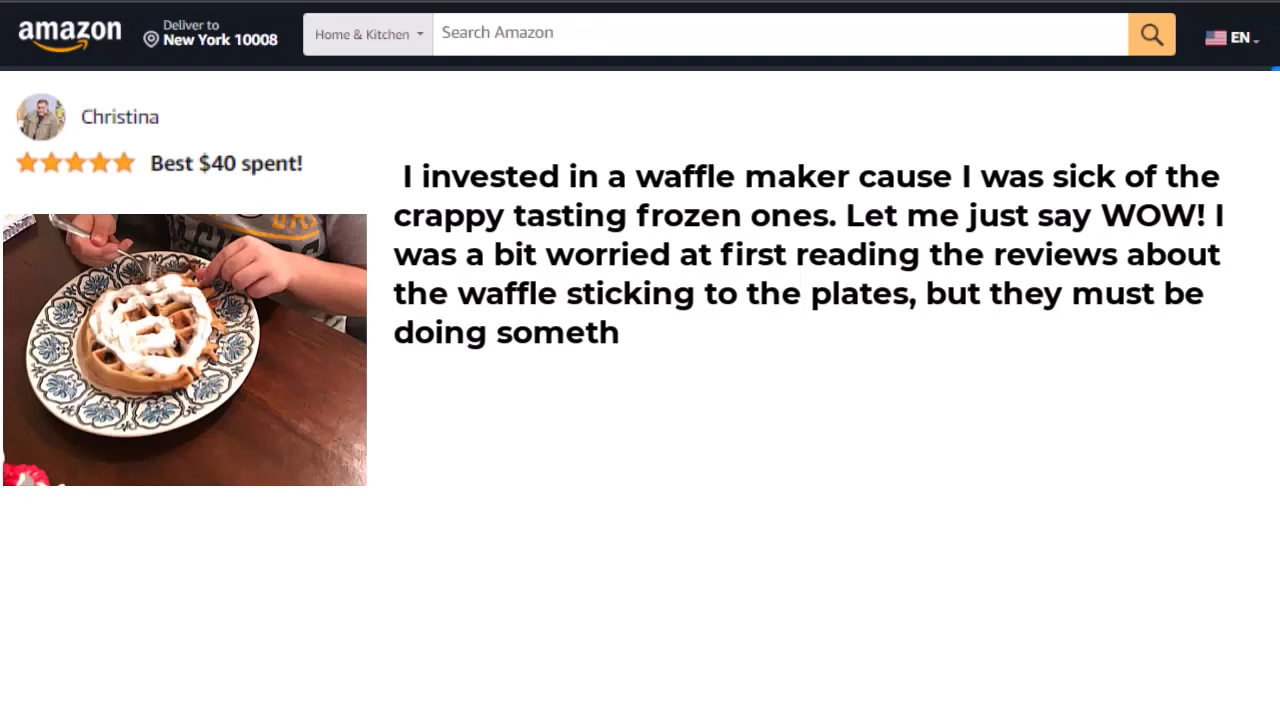 amazon
Deliver to
New York 10008
Home & Kitchen
Search Amazon
EN
Christina
Best $40 spent!
I invested in a waffle maker cause I was sick of the
crappy tasting frozen ones. Let me just say WOW! I
was a bit worried at first reading the reviews about
the waffle sticking to the plates, but they must be
doing someth